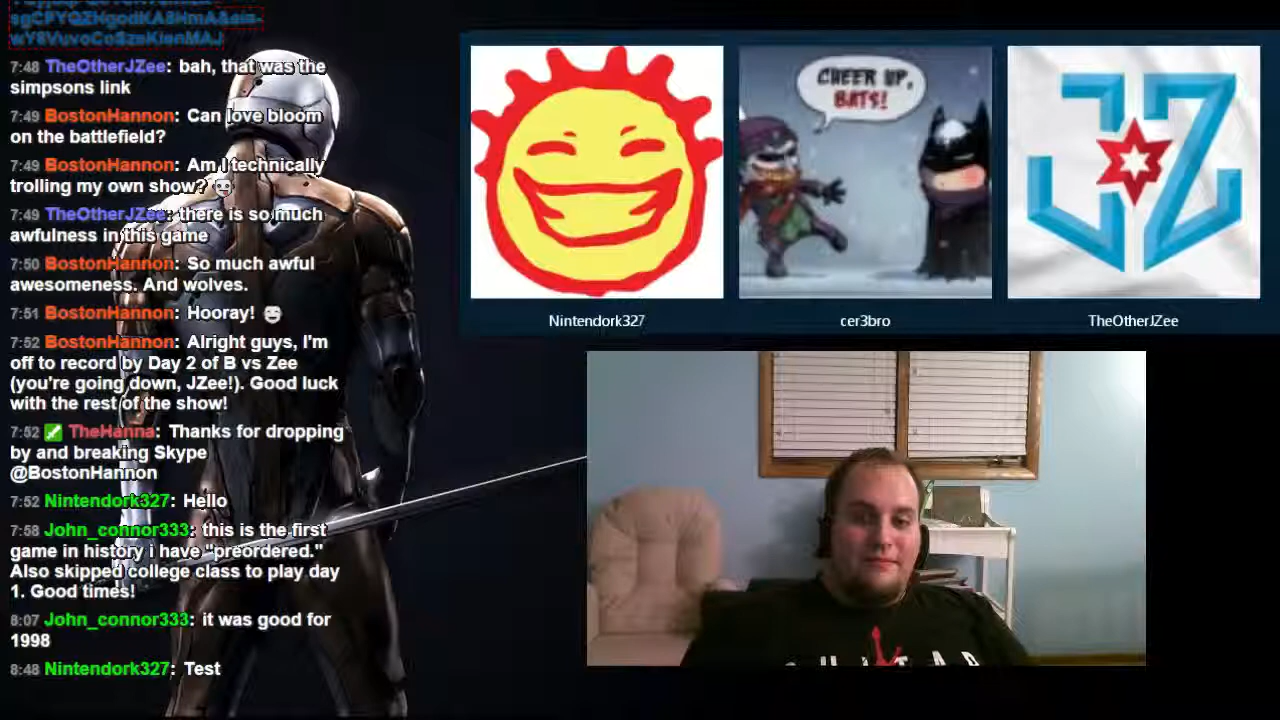 sgCPYQZHgodKA8HmA&si=-
wY8VuvoCoSzeKienMAJ
7:48 TheOtherJZee: bah, that was the
simpsons link
7:49 BostonHannon: Can love bloom
on the battlefield?
7:49 BostonHannon: Am I technically
trolling my own show?
7:49 TheOtherJZee: there is so much
awfulness in this game
7:50 BostonHannon: So much awful
awesomeness. And wolves.
7:51 BostonHannon: Hooray!
7:52 BostonHannon: Alright guys, I'm
off to record by Day 2 of B vs Zee
(you're going down, JZee!). Good luck
with the rest of the show!
7:52 TheHanna: Thanks for dropping
by and breaking Skype
@BostonHannon
7:52 Nintendork327: Hello
7:58 John_connor333: this is the first
game in history i have "preordered."
Also skipped college class to play day
1. Good times!
8:07 John_connor333: it was good for
1998
8:48 Nintendork327: Test
CHEER UP,
BATS!
JZ
Nintendork327
cer3bro
TheOtherJZee